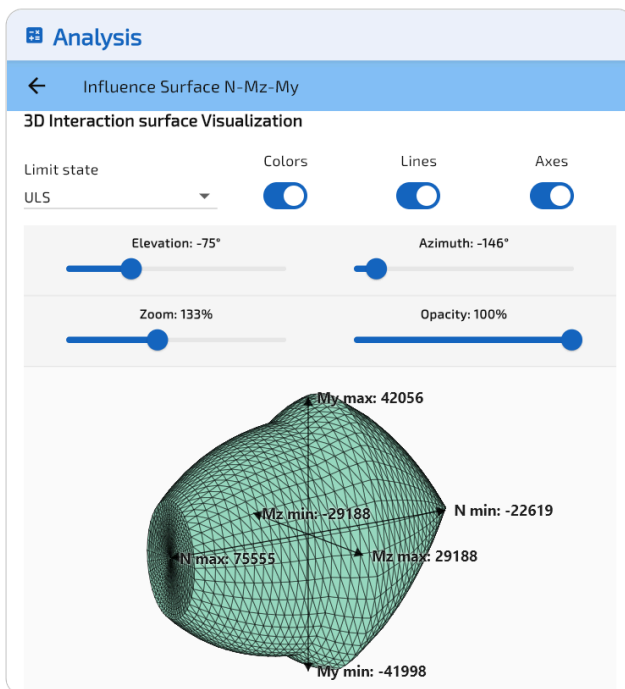 Analysis
Influence Surface N-Mz-My
3D Interaction surface Visualization
Limit state
ULS
Colors
Lines
Axes
Elevation: -75°
Azimuth: -146°
Zoom: 133%
Opacity: 100%
My max: 42056
N min: -22619
Mz min: -29188
N max: 75555
Mz max: 29188
My min: -41998